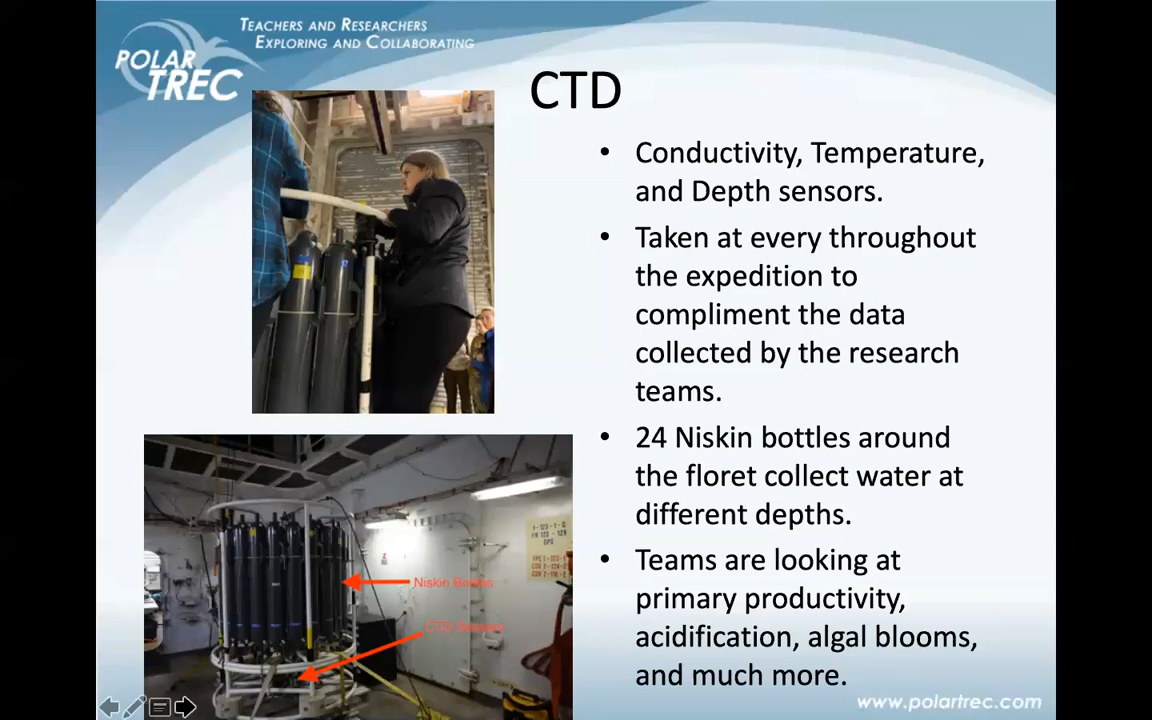 TEACHERS AND RESEARCHERS
EXPLORING AND COLLABORATING
POLAR
TREC
CTD
• Conductivity, Temperature,
and Depth sensors.
• Taken at every throughout
the expedition to
compliment the data
collected by the research
teams.
• 24 Niskin bottles around
the floret collect water at
different depths.
• Teams are looking at
primary productivity,
acidification, algal blooms,
and much more.
Niskin Bottles
CTD Sensors
www.polartrec.com